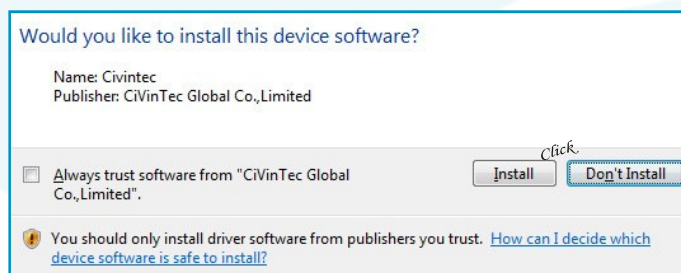 Would you like to install this device software?
Name: Civintec
Publisher: CiVinTec Global Co.,Limited
Click
Always trust software from "CiVinTec Global
Co.,Limited".
Install
Don't Install
You should only install driver software from publishers you trust. How can I decide which
device software is safe to install?